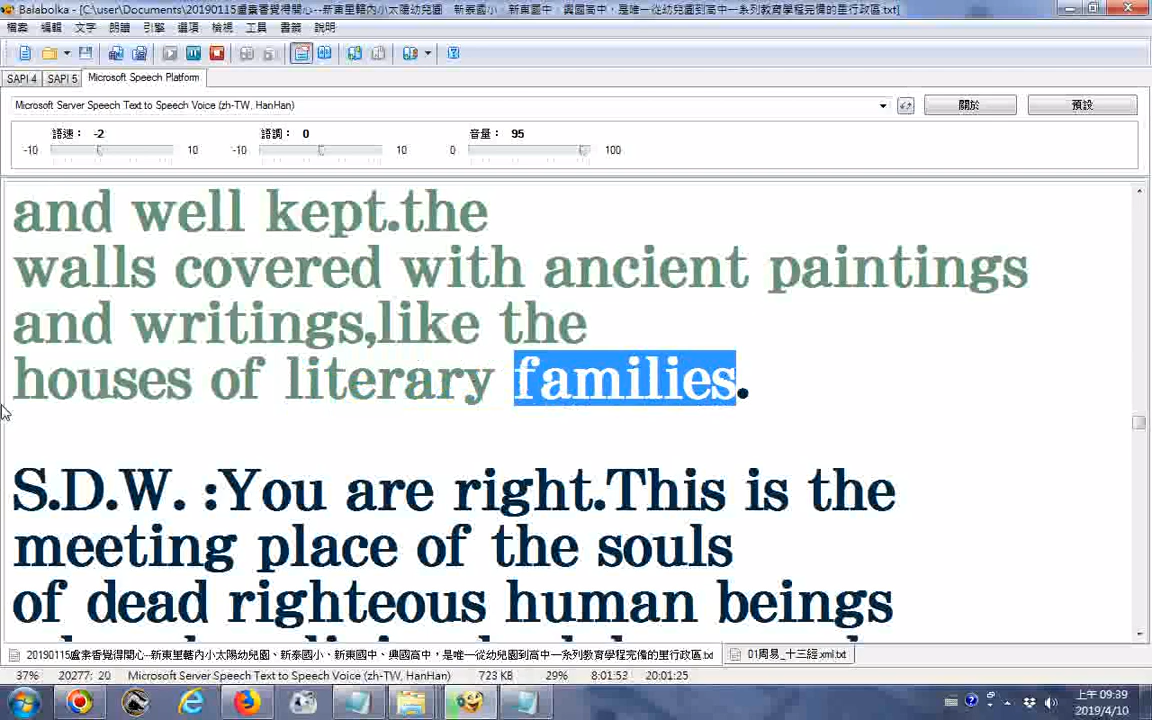 Balabolka - [C:\user\Documents\20190115盧秦香覺得開心--新東里轄內小太陽幼兒園、新泰國小、新東國中、興國高中，是唯一從幼兒園到高中一系列教育學程完備的里行政區.txt]
檔案 編輯 文字 朗讀 引擎 選項 檢視 工具 書籤 說明
SAPI 4 SAPI 5 Microsoft Speech Platform
Microsoft Server Speech Text to Speech Voice (zh-TW, HanHan) 關於 預設
語速： -2 語調： 0 音量： 95
-10 10 -10 10 0 100
and well kept.the
walls covered with ancient paintings
and writings,like the
houses of literary families.
S.D.W. :You are right.This is the
meeting place of the souls
of dead righteous human beings
20190115盧秦香覺得開心--新東里轄內小太陽幼兒園、新泰國小、新東國中、興國高中，是唯一從幼兒園到高中一系列教育學程完備的里行政區.txt 01周易_十三經.xml.txt
37% 20277: 20 Microsoft Server Speech Text to Speech Voice (zh-TW, HanHan) 723 KB 29% 8:01:53 20:01:25
上午 09:39
2019/4/10